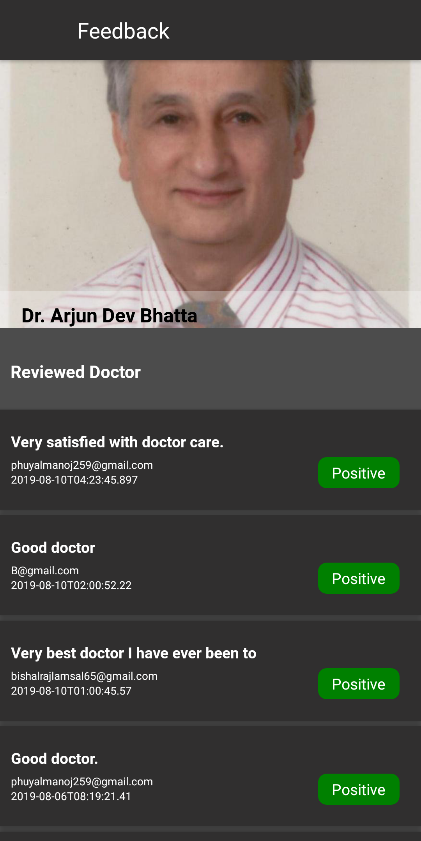 Feedback
Dr. Arjun Dev Bhatta
Reviewed Doctor
Very satisfied with doctor care.
phuyalmanoj259@gmail.com
2019-08-10T04:23:45.897
Positive
Good doctor
B@gmail.com
2019-08-10T02:00:52.22
Positive
Very best doctor I have ever been to
bishalrajlamsal65@gmail.com
2019-08-10T01:00:45.57
Positive
Good doctor.
phuyalmanoj259@gmail.com
2019-08-06T08:19:21.41
Positive